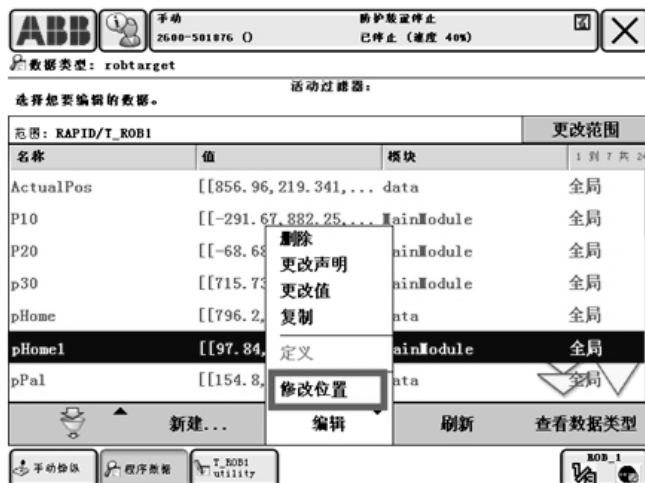 ABB
手动
2600-501876 ()
防护装置停止
已停止 (速度 40%)
数据类型: robtarget
活动过滤器:
选择想要编辑的数据。
范围: RAPID/T_ROB1
更改范围
名称
值
模块
1 到 7 共 24
ActualPos
[[856.96,219.341,...
data
全局
P10
[[-291.67,882.25,...
MainModule
全局
P20
[[-68.68
ainModule
全局
p30
[[715.73
ainModule
全局
pHome
[[796.2,
ata
全局
pHome1
[[97.84,
ainModule
全局
pPal
[[154.8,
ata
全局
删除
更改声明
更改值
复制
定义
修改位置
新建...
编辑
刷新
查看数据类型
手动操纵
程序数据
T_ROB1
utility
ROB_1